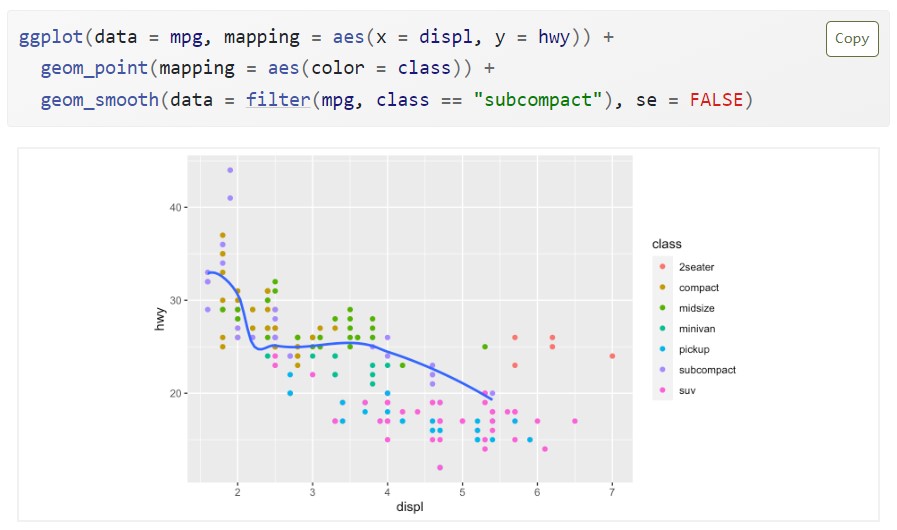 ggplot(data = mpg, mapping = aes(x = displ, y = hwy)) +
Copy
  geom_point(mapping = aes(color = class)) +
  geom_smooth(data = filter(mpg, class == "subcompact"), se = FALSE)
40
30
20
hwy
2 3 4 5 6 7
displ
class
2seater
compact
midsize
minivan
pickup
subcompact
suv